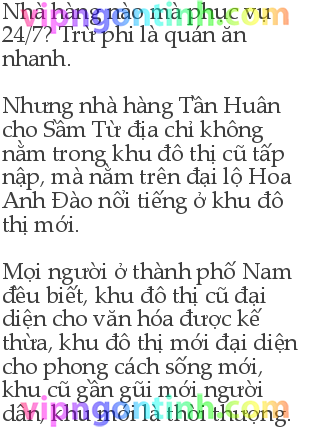 Nhà hàng nào mà phục vụ
24/7? Trừ phi là quán ăn
nhanh.
Nhưng nhà hàng Tần Huân
cho Sầm Từ địa chỉ không
nằm trong khu đô thị cũ tấp
nập, mà nằm trên đại lộ Hoa
Anh Đào nổi tiếng ở khu đô
thị mới.
Mọi người ở thành phố Nam
đều biết, khu đô thị cũ đại
diện cho văn hóa được kế
thừa, khu đô thị mới đại diện
cho phong cách sống mới,
khu cũ gần gũi mới người
dân, khu mới là thời thượng.
vipngontinh.com
vipngontinh.com